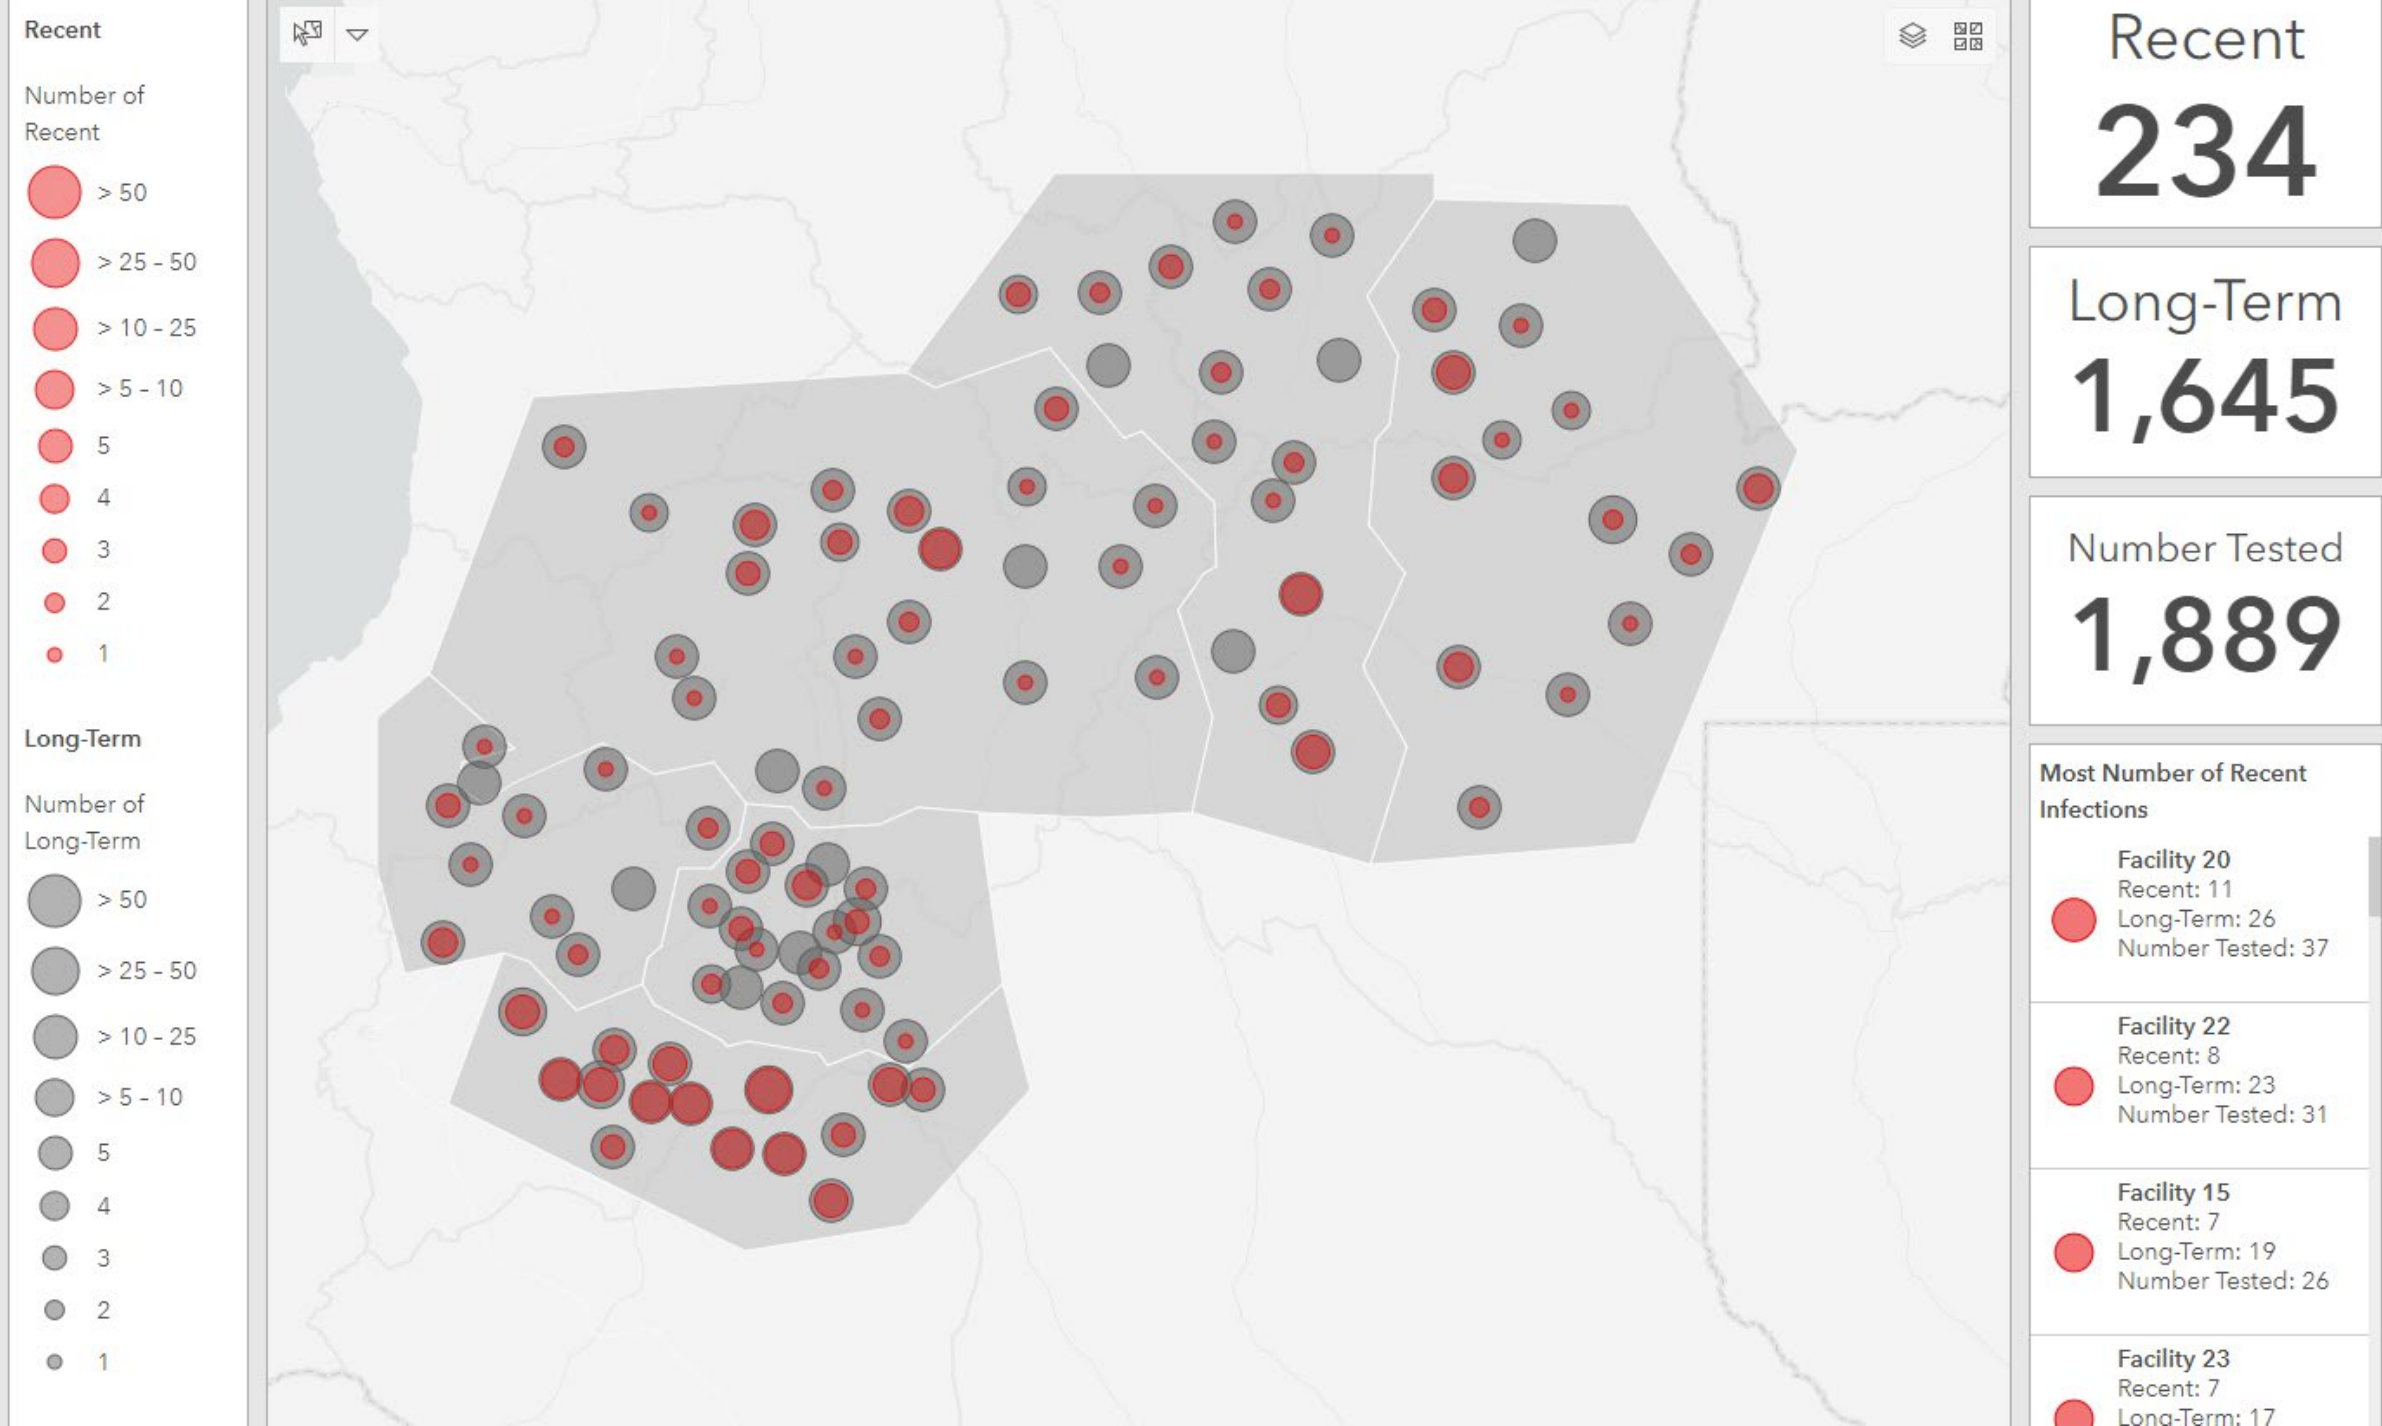 Recent
Number of
Recent
> 50
> 25 - 50
> 10 - 25
> 5 - 10
5
4
3
2
1
Long-Term
Number of
Long-Term
> 50
> 25 - 50
> 10 - 25
> 5 - 10
5
4
3
2
1
Recent
234
Long-Term
1,645
Number Tested
1,889
Most Number of Recent
Infections
Facility 20
Recent: 11
Long-Term: 26
Number Tested: 37
Facility 22
Recent: 8
Long-Term: 23
Number Tested: 31
Facility 15
Recent: 7
Long-Term: 19
Number Tested: 26
Facility 23
Recent: 7
Long-Term: 17